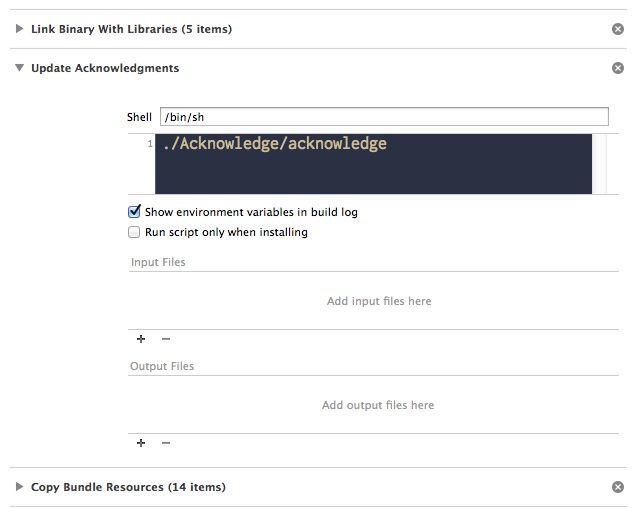 Link Binary With Libraries (5 items)
Update Acknowledgments
Shell /bin/sh
1 ./Acknowledge/acknowledge
Show environment variables in build log
Run script only when installing
Input Files
Add input files here
+ −
Output Files
Add output files here
+ −
Copy Bundle Resources (14 items)